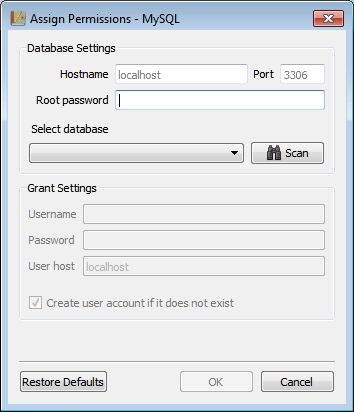 Assign Permissions - MySQL
Database Settings
Hostname localhost Port 3306
Root password
Select database
Scan
Grant Settings
Username
Password
User host localhost
Create user account if it does not exist
Restore Defaults OK Cancel